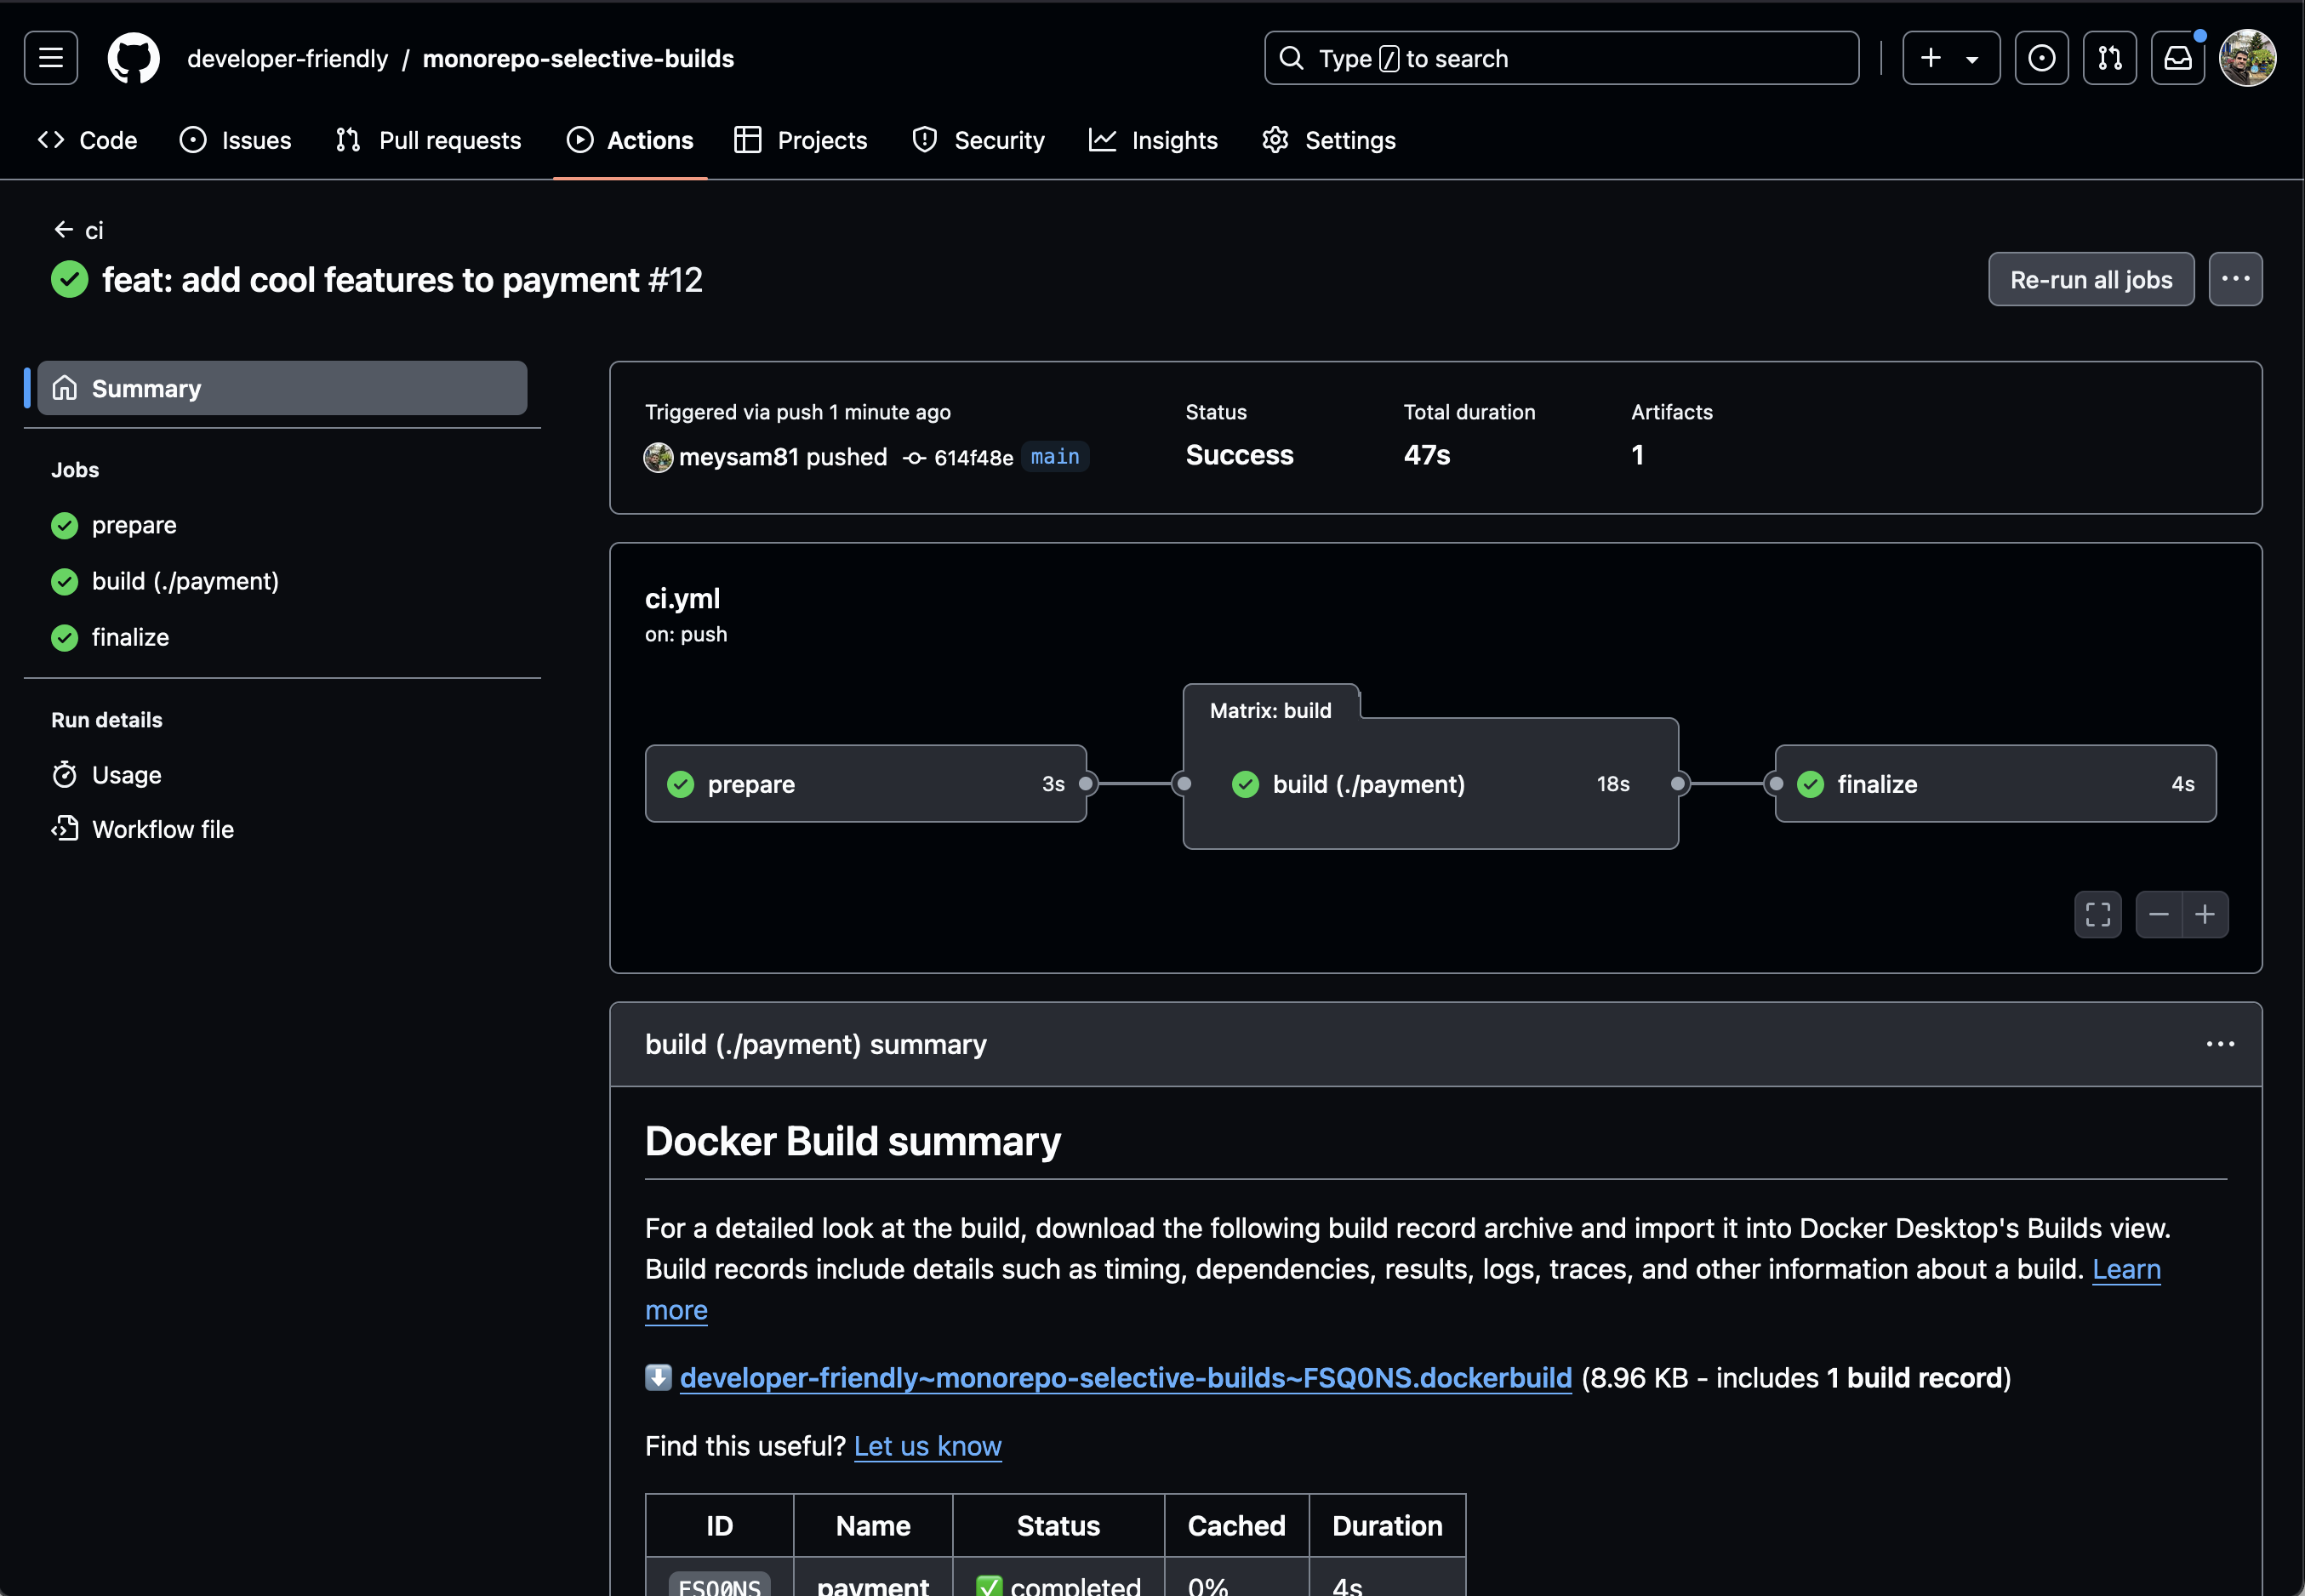 developer-friendly / monorepo-selective-builds
Type / to search
Code Issues Pull requests Actions Projects Security Insights Settings
ci
feat: add cool features to payment #12
Re-run all jobs
Summary
Jobs
prepare
build (./payment)
finalize
Run details
Usage
Workflow file
Triggered via push 1 minute ago
meysam81 pushed 614f48e main
Status
Success
Total duration
47s
Artifacts
1
ci.yml
on: push
Matrix: build
prepare 3s
build (./payment) 18s
finalize 4s
build (./payment) summary
Docker Build summary
For a detailed look at the build, download the following build record archive and import it into Docker Desktop's Builds view.
Build records include details such as timing, dependencies, results, logs, traces, and other information about a build. Learn
more
developer-friendly~monorepo-selective-builds~FSQ0NS.dockerbuild (8.96 KB - includes 1 build record)
Find this useful? Let us know
ID Name Status Cached Duration
FSQ0NS payment ✅ completed 0% 4s